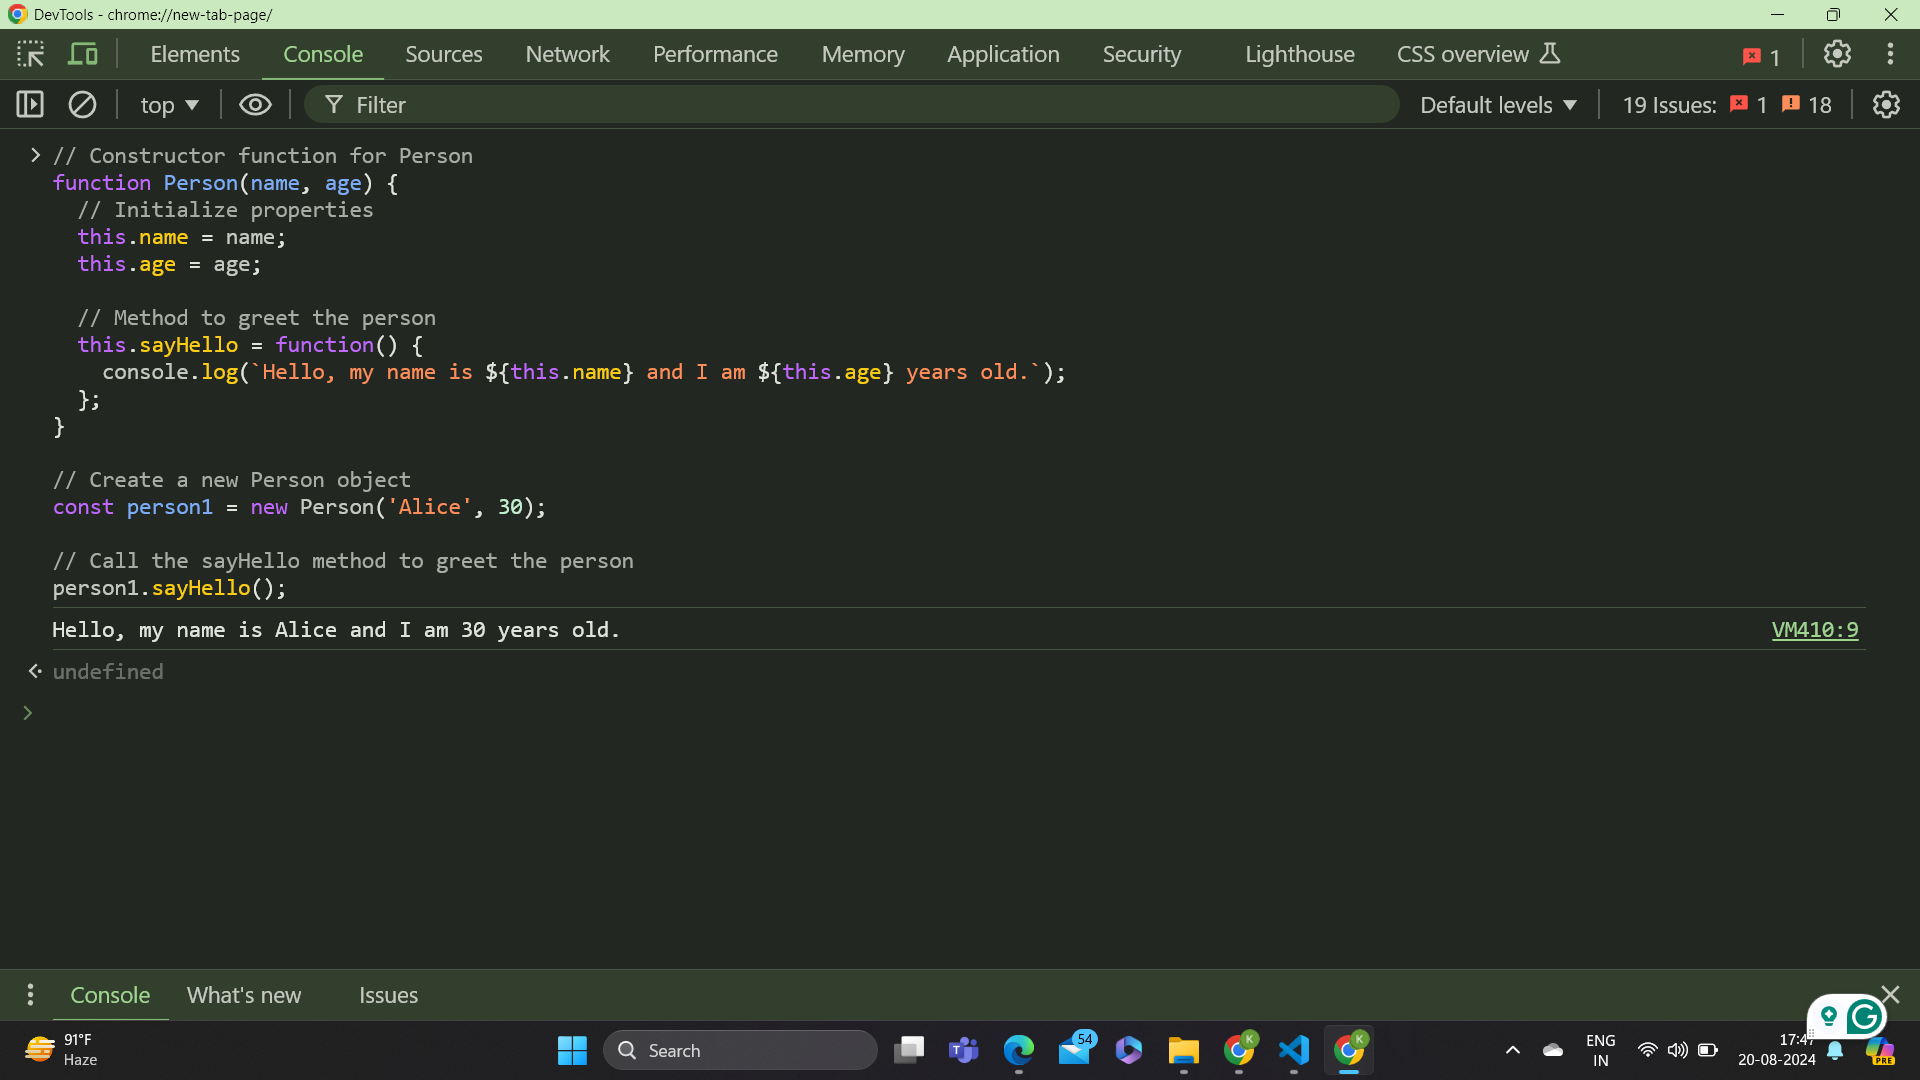 DevTools - chrome://new-tab-page/
Elements Console Sources Network Performance Memory Application Security Lighthouse CSS overview 1
top Filter Default levels 19 Issues: 1 18
// Constructor function for Person
function Person(name, age) {
  // Initialize properties
  this.name = name;
  this.age = age;
  // Method to greet the person
  this.sayHello = function() {
    console.log(`Hello, my name is ${this.name} and I am ${this.age} years old.`);
  };
}
// Create a new Person object
const person1 = new Person('Alice', 30);
// Call the sayHello method to greet the person
person1.sayHello();
Hello, my name is Alice and I am 30 years old. VM410:9
undefined
Console What's new Issues
91°F
Haze
Search
T
54
K
K
ENG
IN
17:47
20-08-2024
PRE
G